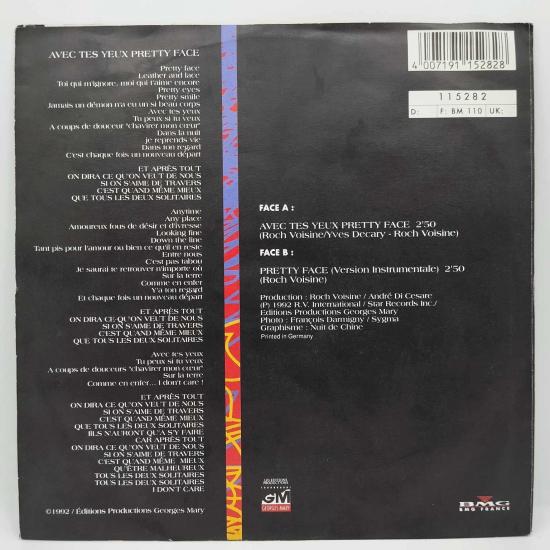 AVEC TES YEUX PRETTY FACE
Pretty face
Leather and lace
Toi qui m'ignore, moi qui t'aime encore
Pretty eyes
Pretty smile
Jamais un démon n'a eu un si beau corps
Avec tes yeux
Tu peux si tu veux
A coups de douceur "chavirer mon cœur"
Dans la nuit
je reprends vie
Dans ton regard
C'est chaque fois un nouveau départ
ET APRÈS TOUT
ON DIRA CE QU'ON VEUT DE NOUS
SI ON S'AIME DE TRAVERS
C'EST QUAND MÊME MIEUX
QUE TOUS LES DEUX SOLITAIRES
Anytime
Any place
Amoureux fous de désir et d'ivresse
Looking fine
Down the line
Tant pis pour l'amour ou bien ce qu'il en reste
Entre nous
C'est pas tabou
Je saurai te retrouver n'importe où
Sur la terre
Comme en enfer
Y'a ton regard
Et chaque fois un nouveau départ
ET APRÈS TOUT
ON DIRA CE QU'ON VEUT DE NOUS
SI ON S'AIME DE TRAVERS
C'EST QUAND MÊME MIEUX
QUE TOUS LES DEUX SOLITAIRES
Avec tes yeux
Tu peux si tu veux
A coups de douceurs "chavirer mon cœur"
Sur la terre
Comme en enfer... I don't care !
ET APRÈS TOUT
ON DIRA CE QU'ON VEUT DE NOUS
SI ON S'AIME DE TRAVERS
C'EST QUAND MÊME MIEUX
QUE TOUS LES DEUX SOLITAIRES
IILS N'AURONT QU'A S'Y FAIRE
CAR APRÈS TOUT
ON DIRA CE QU'ON VEUT DE NOUS
SI ON S'AIME DE TRAVERS
C'EST QUAND MÊME MIEUX
QU'ÊTRE MALHEUREUX
TOUS LES DEUX SOLITAIRES
TOUS LES DEUX SOLITAIRES
I DON'T CARE
©1992 / Éditions Productions Georges Mary
4 007191 152828
115282
D: F: BM 110 UK:
FACE A :
AVEC TES YEUX PRETTY FACE 2'50
(Roch Voisine/Yves Decary - Roch Voisine)
FACE B :
PRETTY FACE (Version Instrumentale) 2'50
(Roch Voisine)
Production : Roch Voisine / André Di Cesare
(P) 1992 R.V. International / Star Records Inc./
Editions Productions Georges Mary
Photo : François Darmigny / Sygma
Graphisme : Nuit de Chine
Printed in Germany
GM
GEORGES MARY
BMG
BMG FRANCE